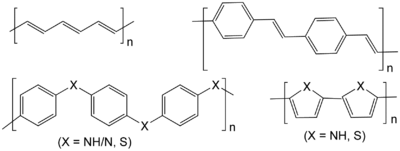 n
n
X
X
X
n
X
X
n
(X = NH/N, S)
(X = NH, S)